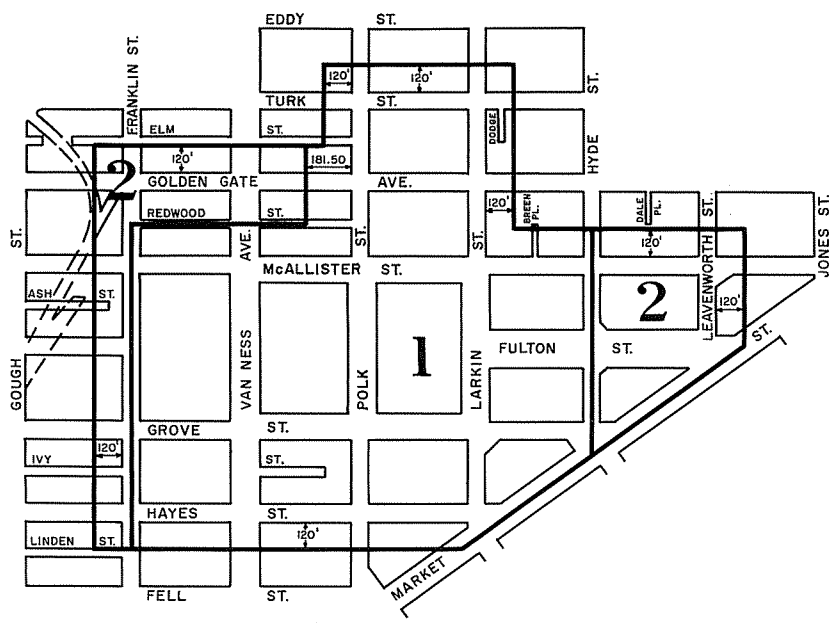 EDDY ST.
FRANKLIN ST.
120'
120'
ST.
TURK ST.
ELM ST.
DODGE
HYDE
120'
181.50
2
GOLDEN GATE AVE.
REDWOOD ST.
120'
BREEN PL.
DALE PL.
ST.
JONES ST.
ST.
AVE.
ST.
ST.
120'
LEAVENWORTH
McALLISTER ST.
ASH ST.
2
120'
ST.
GOUGH
VAN NESS
POLK
1
LARKIN
FULTON ST.
GROVE ST.
120'
IVY
ST.
HAYES ST.
LINDEN ST.
120'
MARKET
FELL ST.